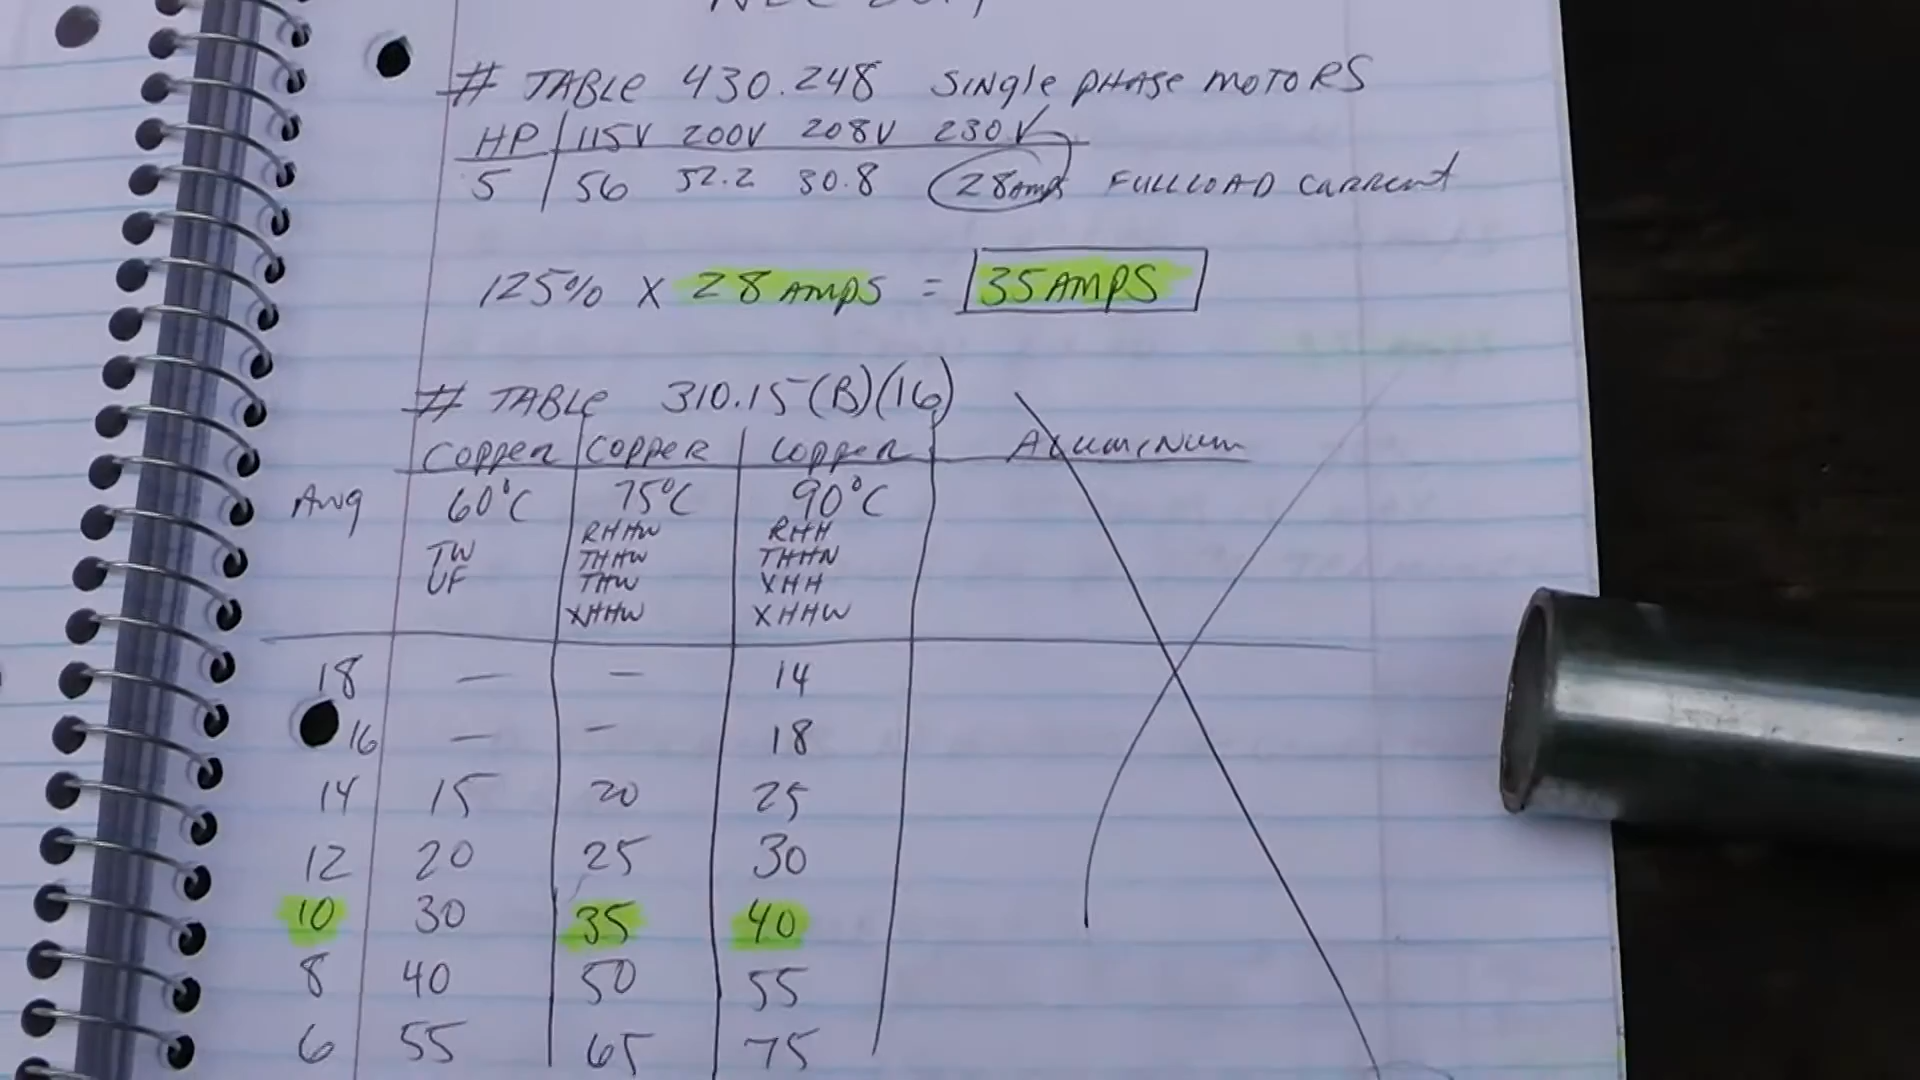 # TABLE 430.248 SINGle PHASE MOTORS
HP 115V 200V 208V 230V
5 56 32.2 30.8 28amps FULLLOAD CURRENT
125% X 28 AMPS = 35AMPS
# TABLE 310.15(B)(16)
COPPER COPPER COPPER ALUMINUM
AWG 60°C 75°C 90°C
RHHW RHH
TW THHW THHN
UF THW XHH
XHHW XHHW
18 — — 14
16 — — 18
14 15 20 25
12 20 25 30
10 30 35 40
8 40 50 55
6 55 65 75